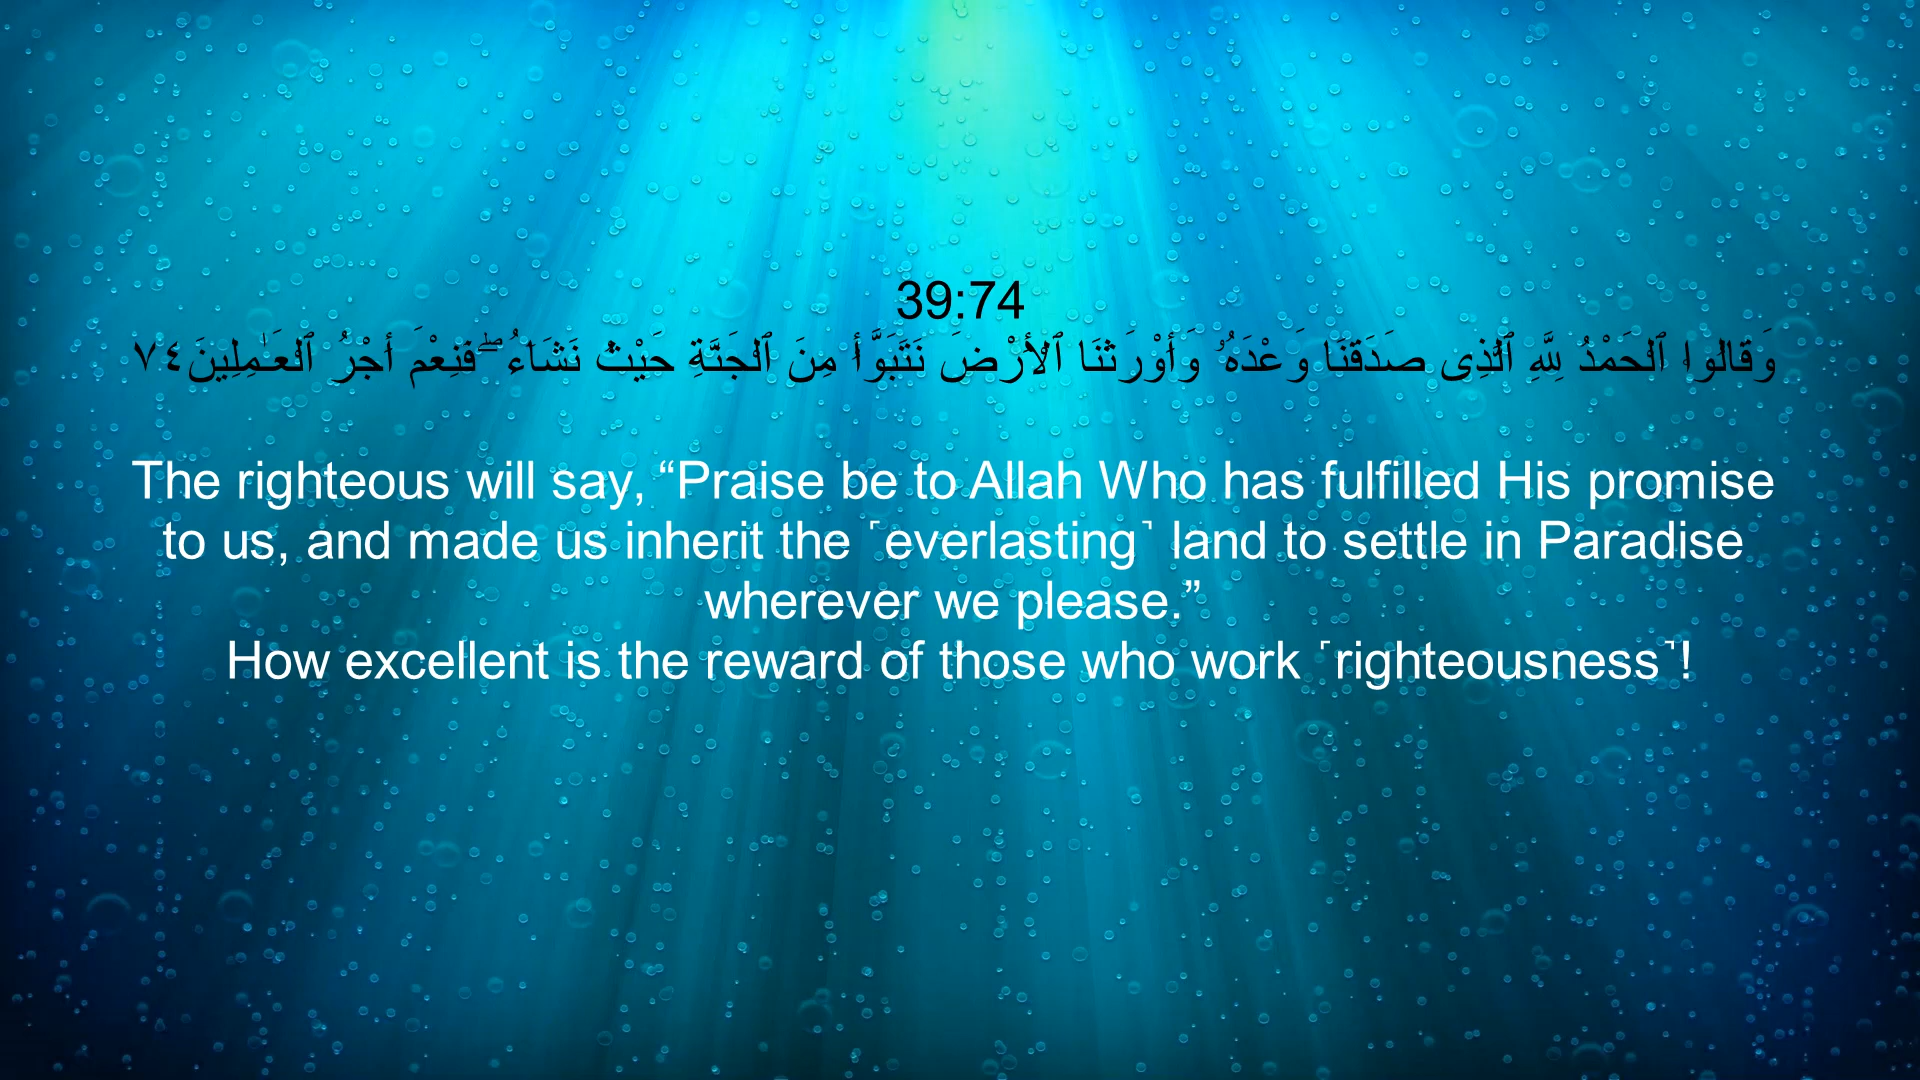 39:74
وَقَالُوا۟ ٱلْحَمْدُ لِلَّهِ ٱلَّذِى صَدَقَنَا وَعْدَهُۥ وَأَوْرَثَنَا ٱلْأَرْضَ نَتَبَوَّأُ مِنَ ٱلْجَنَّةِ حَيْثُ نَشَآءُ ۖ فَنِعْمَ أَجْرُ ٱلْعَـٰمِلِينَ ٧٤
The righteous will say, “Praise be to Allah Who has fulfilled His promise
to us, and made us inherit the ˹everlasting˺ land to settle in Paradise
wherever we please.”
How excellent is the reward of those who work ˹righteousness˺!